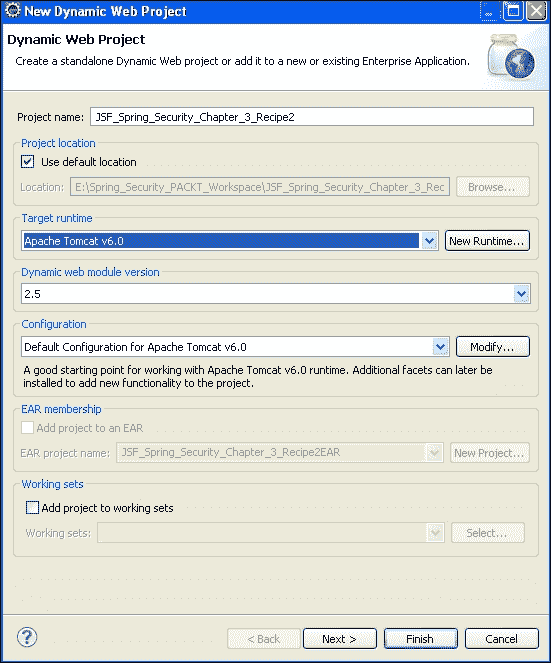 New Dynamic Web Project
Dynamic Web Project
Create a standalone Dynamic Web project or add it to a new or existing Enterprise Application.
Project name: JSF_Spring_Security_Chapter_3_Recipe2
Project location
Use default location
Location: E:\Spring_Security_PACKT_Workspace\JSF_Spring_Security_Chapter_3_Rec Browse...
Target runtime
Apache Tomcat v6.0 New Runtime...
Dynamic web module version
2.5
Configuration
Default Configuration for Apache Tomcat v6.0 Modify...
A good starting point for working with Apache Tomcat v6.0 runtime. Additional facets can later be
installed to add new functionality to the project.
EAR membership
Add project to an EAR
EAR project name: JSF_Spring_Security_Chapter_3_Recipe2EAR New Project...
Working sets
Add project to working sets
Working sets: Select...
? < Back Next > Finish Cancel